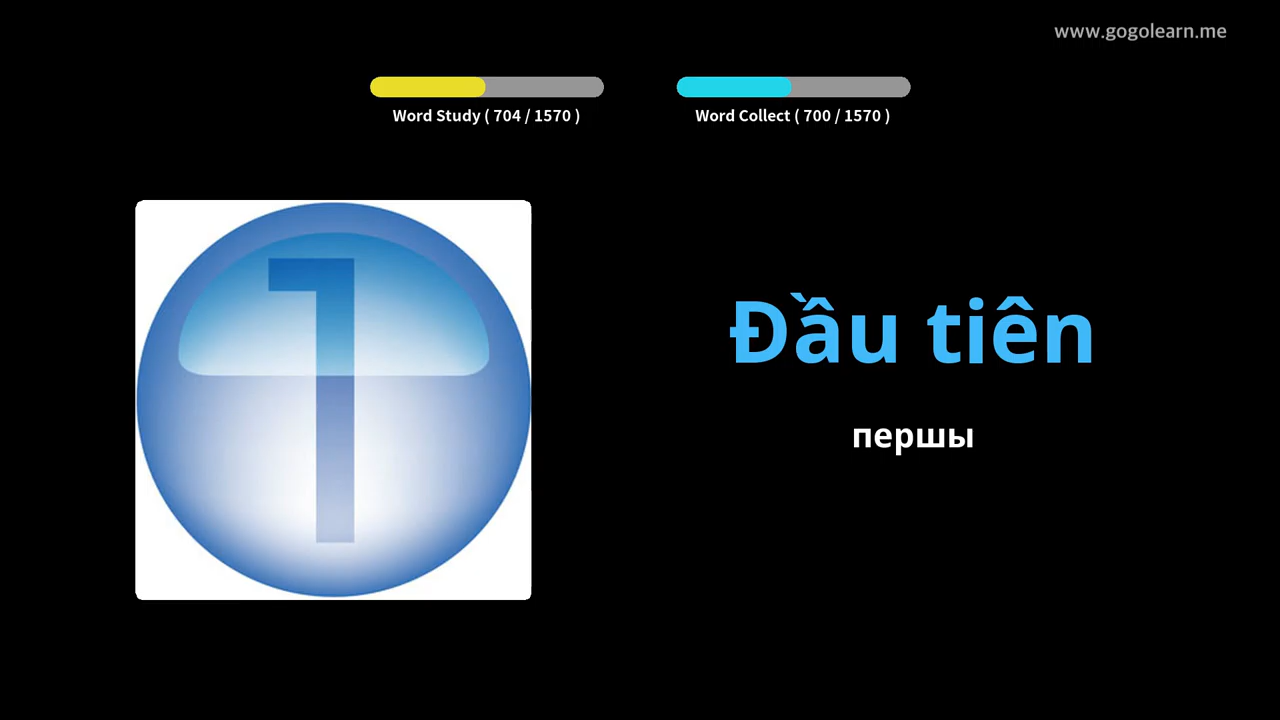 www.gogolearn.me
Word Study ( 704 / 1570 )
Word Collect ( 700 / 1570 )
1
Đầu tiên
першы